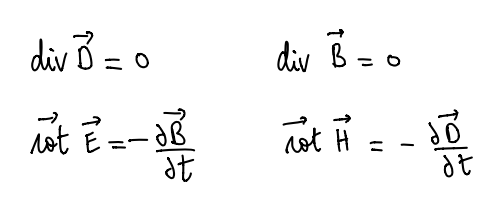 div D⃗ = 0 div B⃗ = 0
rot⃗ E⃗ = - ∂B⃗/∂t rot⃗ H⃗ = - ∂D⃗/∂t